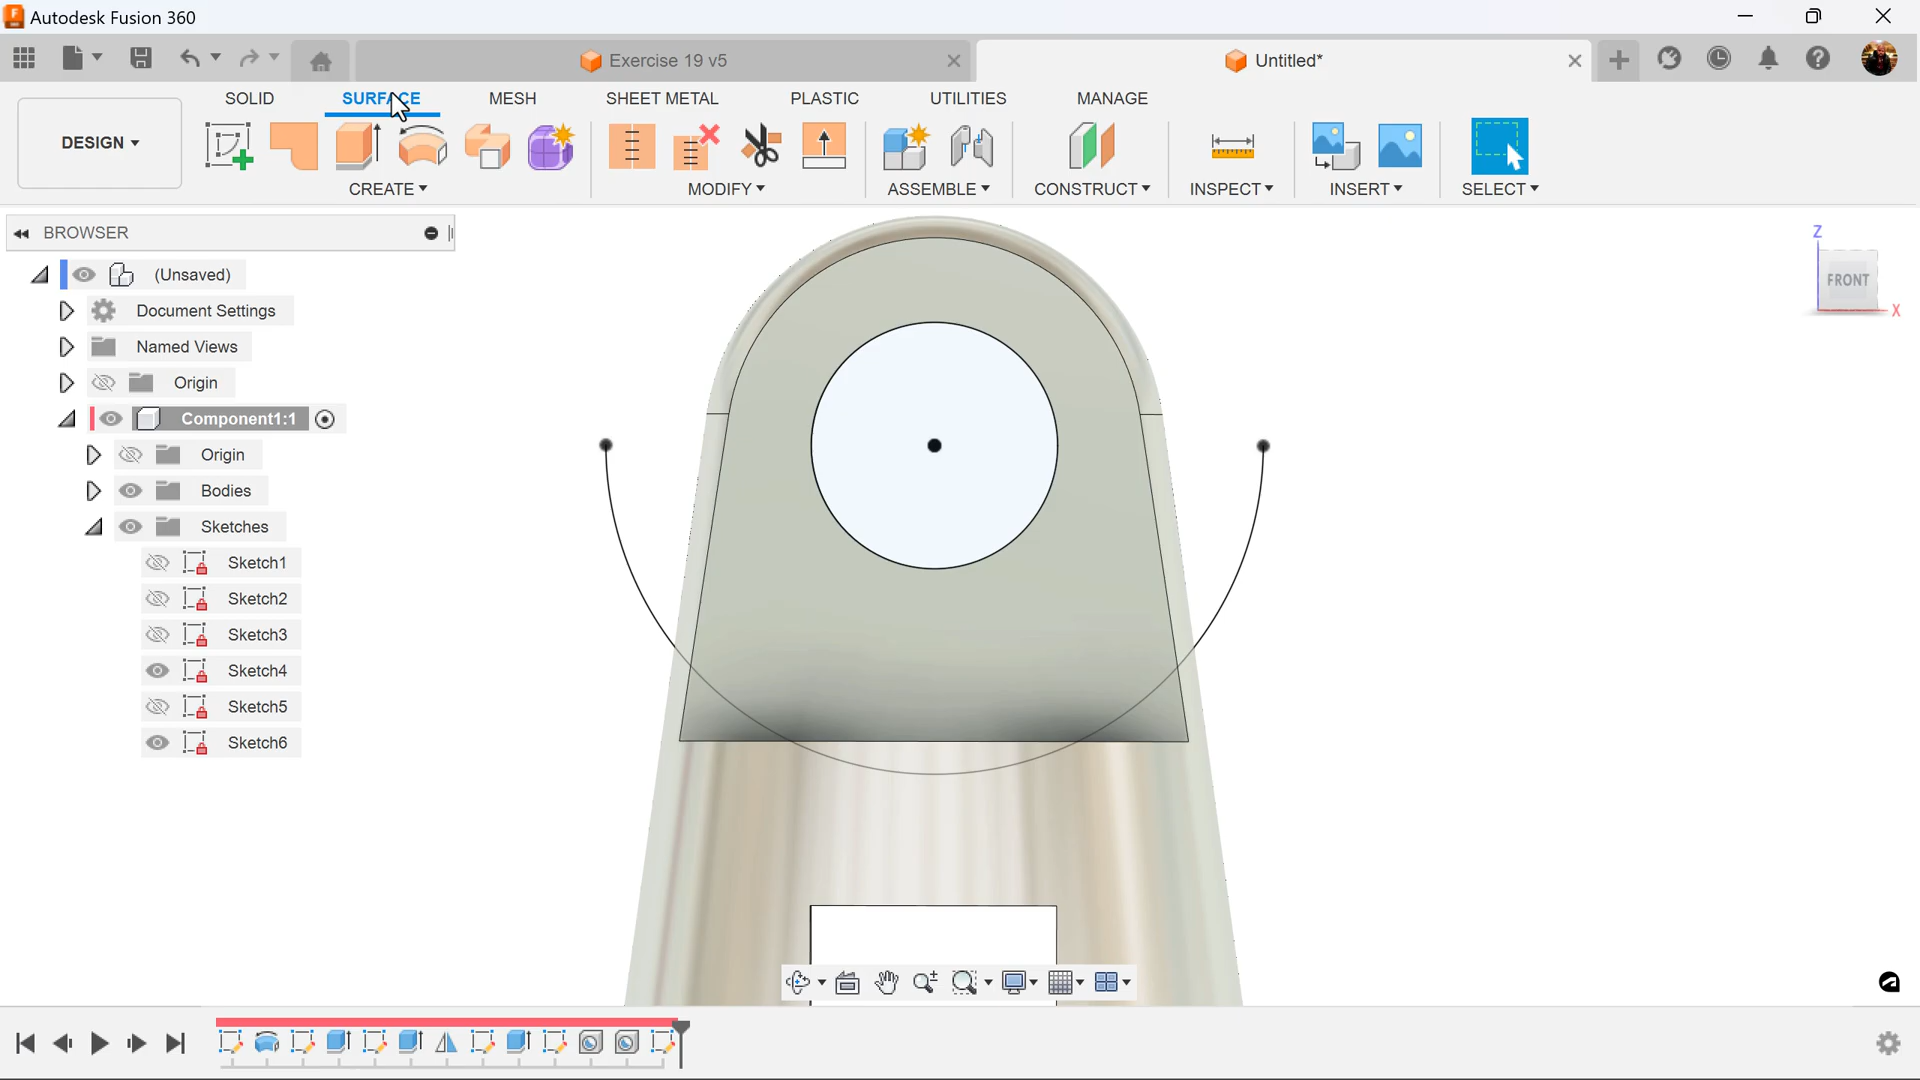 Autodesk Fusion 360
Exercise 19 v5
Untitled*
SOLID SURFACE MESH SHEET METAL PLASTIC UTILITIES MANAGE
DESIGN
CREATE MODIFY ASSEMBLE CONSTRUCT INSPECT INSERT SELECT
BROWSER
(Unsaved)
Document Settings
Named Views
Origin
Component1:1
Origin
Bodies
Sketches
Sketch1
Sketch2
Sketch3
Sketch4
Sketch5
Sketch6
Z
FRONT
X